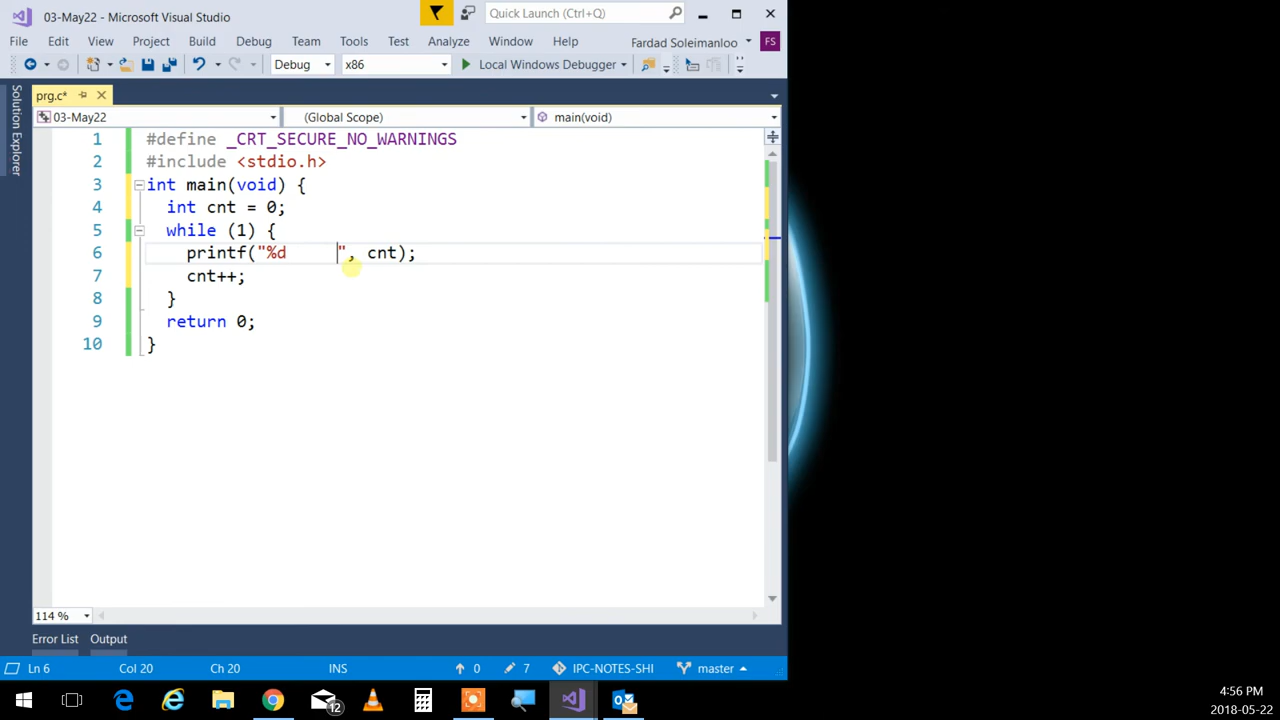 03-May22 - Microsoft Visual Studio
Quick Launch (Ctrl+Q)
File Edit View Project Build Debug Team Tools Test Analyze Window Help Fardad Soleimanloo FS
Debug x86 Local Windows Debugger
Solution Explorer
prg.c*
03-May22 (Global Scope) main(void)
1 #define _CRT_SECURE_NO_WARNINGS
2 #include <stdio.h>
3 int main(void) {
4 int cnt = 0;
5 while (1) {
6 printf("%d     ", cnt);
7 cnt++;
8 }
9 return 0;
10 }
114 %
Error List Output
Ln 6 Col 20 Ch 20 INS 0 7 IPC-NOTES-SHI master
12
4:56 PM
2018-05-22